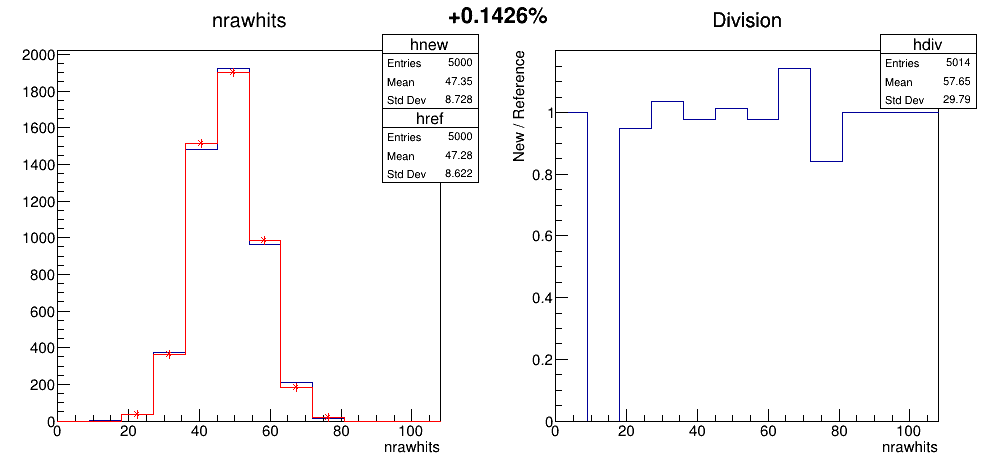 +0.1426%
nrawhits
hnew
Entries 5000
Mean 47.35
Std Dev 8.728
href
Entries 5000
Mean 47.28
Std Dev 8.622
2000
1800
1600
1400
1200
1000
800
600
400
200
0
0 20 40 60 80 100
nrawhits
Division
hdiv
Entries 5014
Mean 57.65
Std Dev 29.79
New / Reference
1
0.8
0.6
0.4
0.2
0
0 20 40 60 80 100
nrawhits